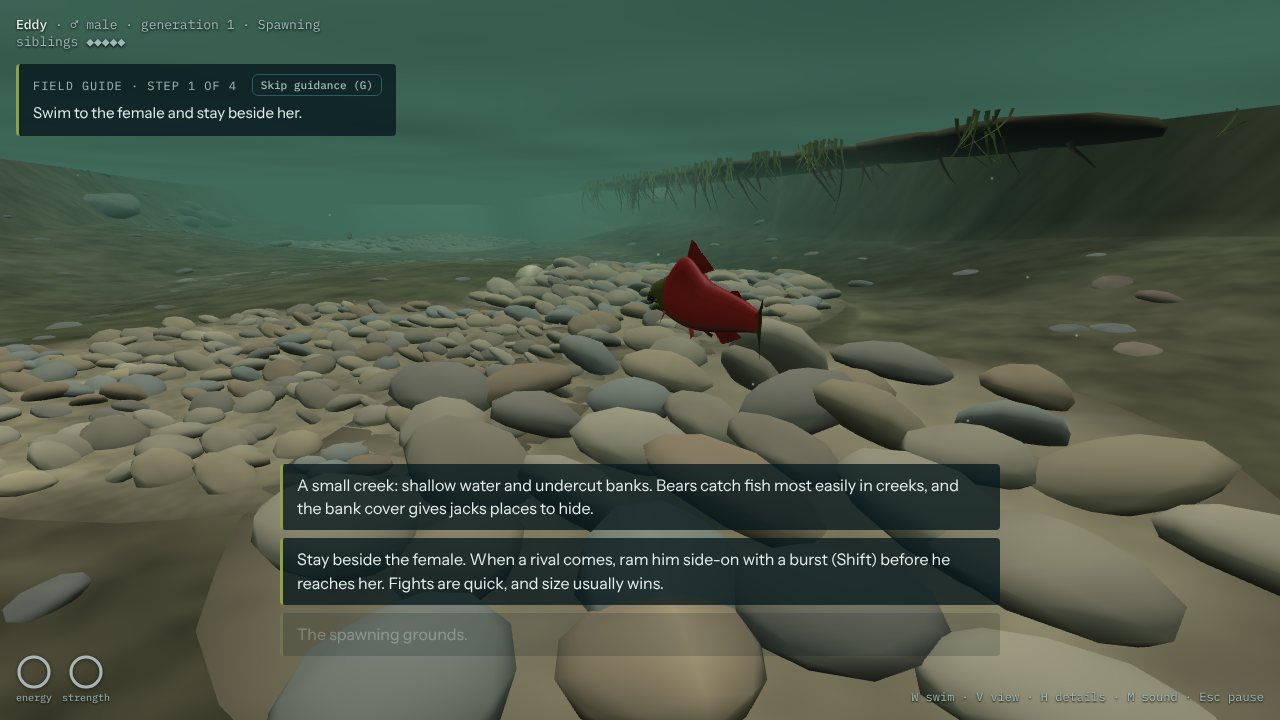 Eddy · ♂ male · generation 1 · Spawning
siblings ◆◆◆◆◆
FIELD GUIDE · STEP 1 OF 4
Skip guidance (G)
Swim to the female and stay beside her.
A small creek: shallow water and undercut banks. Bears catch fish most easily in creeks, and
the bank cover gives jacks places to hide.
Stay beside the female. When a rival comes, ram him side-on with a burst (Shift) before he
reaches her. Fights are quick, and size usually wins.
The spawning grounds.
energy strength
W swim · V view · H details · M sound · Esc pause